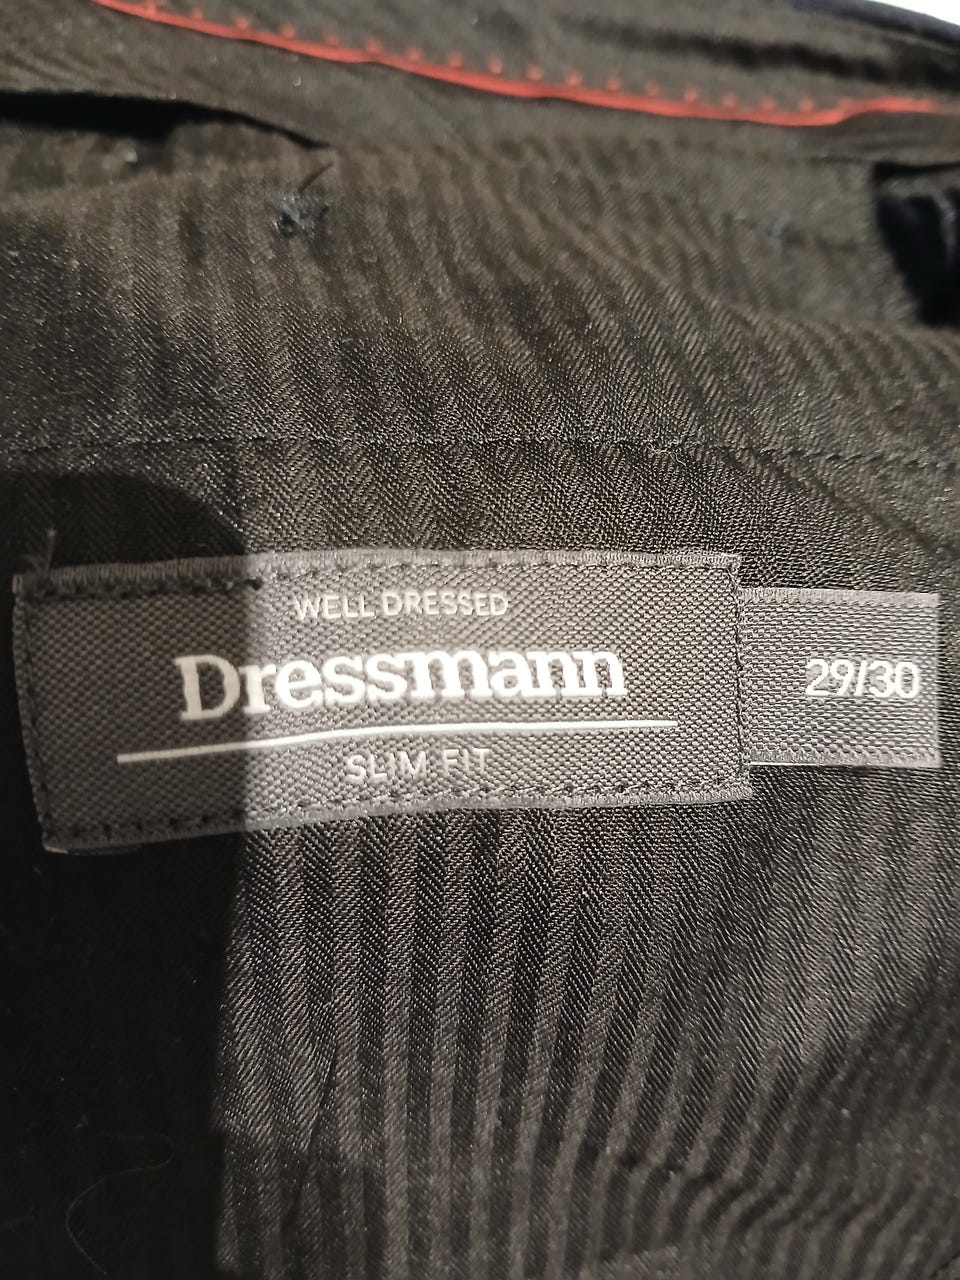 WELL DRESSED
Dressmann
SLIM FIT
29/30